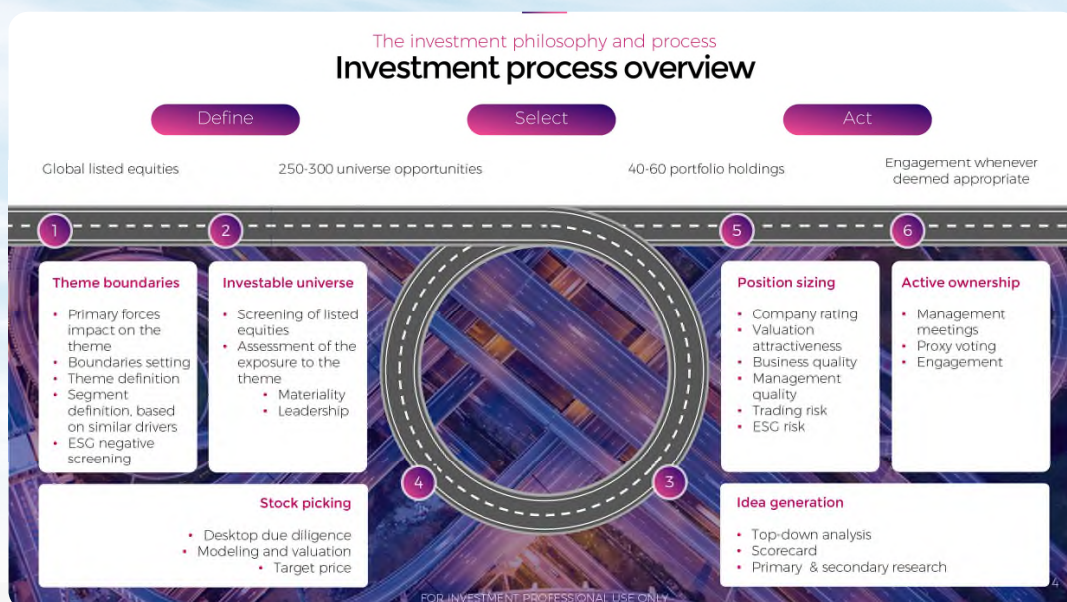 The investment philosophy and process
Investment process overview
Define
Select
Act
Global listed equities
250-300 universe opportunities
40-60 portfolio holdings
Engagement whenever
deemed appropriate
1
2
5
6
Theme boundaries
• Primary forces
impact on the
theme
• Boundaries setting
• Theme definition
• Segment
definition, based
on similar drivers
• ESG negative
screening
Investable universe
• Screening of listed
equities
• Assessment of the
exposure to the
theme
• Materiality
• Leadership
Position sizing
• Company rating
• Valuation
attractiveness
• Business quality
• Management
quality
• Trading risk
• ESG risk
Active ownership
• Management
meetings
• Proxy voting
• Engagement
3
Idea generation
• Top-down analysis
• Scorecard
• Primary & secondary research
4
Stock picking
• Desktop due diligence
• Modeling and valuation
• Target price
FOR INVESTMENT PROFESSIONAL USE ONLY
4